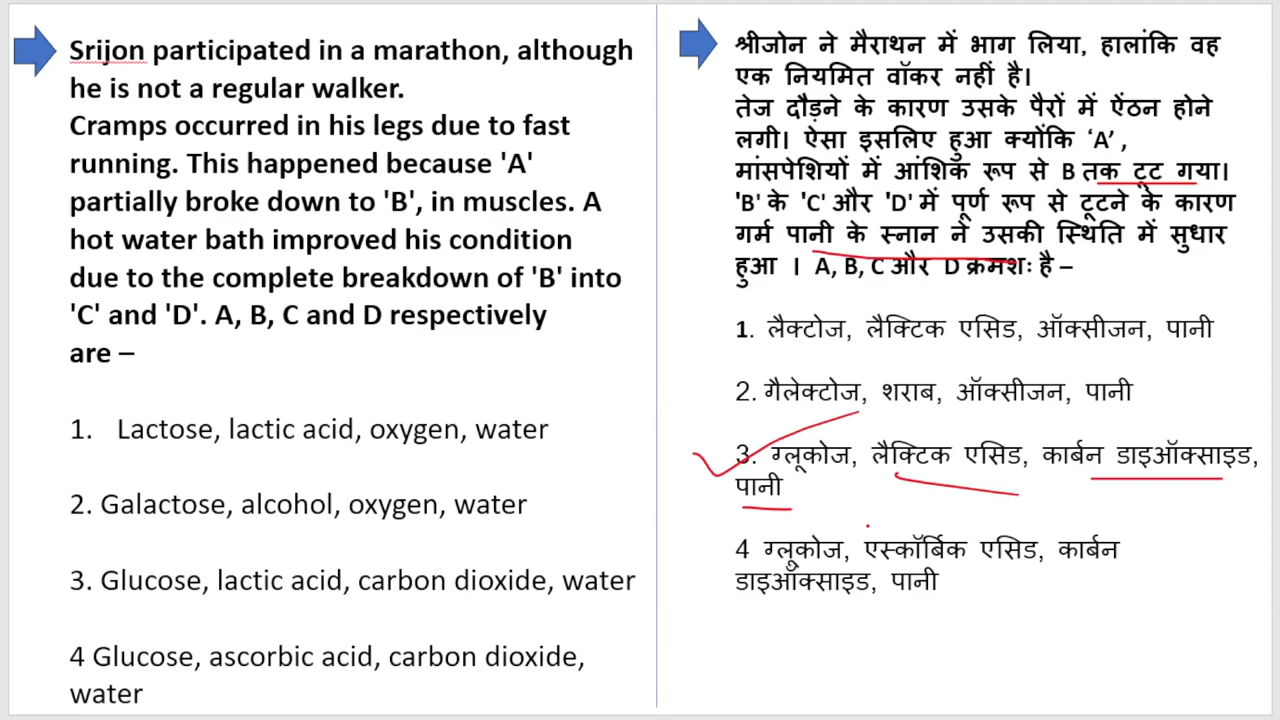 Srijon participated in a marathon, although
he is not a regular walker.
Cramps occurred in his legs due to fast
running. This happened because 'A'
partially broke down to 'B', in muscles. A
hot water bath improved his condition
due to the complete breakdown of 'B' into
'C' and 'D'. A, B, C and D respectively
are –
1. Lactose, lactic acid, oxygen, water
2. Galactose, alcohol, oxygen, water
3. Glucose, lactic acid, carbon dioxide, water
4 Glucose, ascorbic acid, carbon dioxide,
water
श्रीजोन ने मैराथन में भाग लिया, हालांकि वह
एक नियमित वॉकर नहीं है।
तेज दौड़ने के कारण उसके पैरों में ऐंठन होने
लगी। ऐसा इसलिए हुआ क्योंकि ‘A’ ,
मांसपेशियों में आंशिक रूप से B तक टूट गया।
'B' के 'C' और 'D' में पूर्ण रूप से टूटने के कारण
गर्म पानी के स्नान ने उसकी स्थिति में सुधार
हुआ । A, B, C और D क्रमशः है –
1. लैक्टोज, लैक्टिक एसिड, ऑक्सीजन, पानी
2. गैलेक्टोज, शराब, ऑक्सीजन, पानी
3. ग्लूकोज, लैक्टिक एसिड, कार्बन डाइऑक्साइड,
पानी
4 ग्लूकोज, एस्कॉर्बिक एसिड, कार्बन
डाइऑक्साइड, पानी